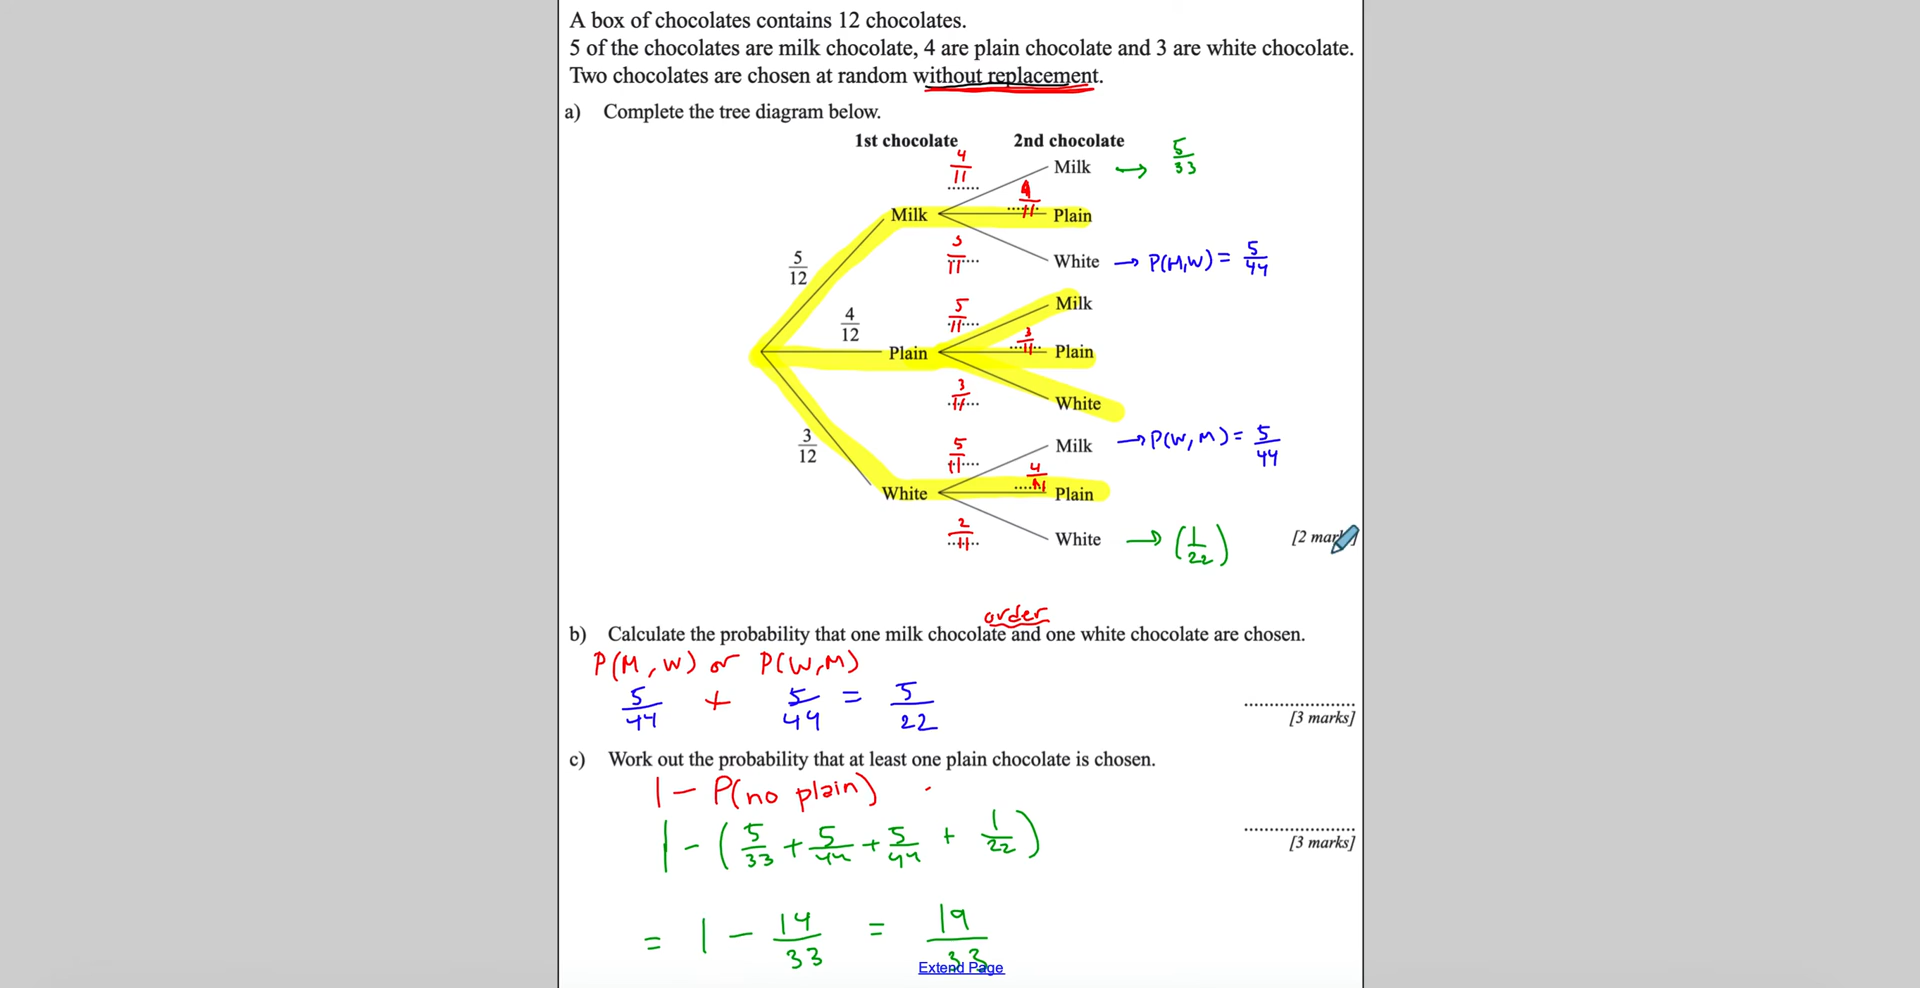 A box of chocolates contains 12 chocolates.
5 of the chocolates are milk chocolate, 4 are plain chocolate and 3 are white chocolate.
Two chocolates are chosen at random without replacement.
a) Complete the tree diagram below.
1st chocolate 2nd chocolate
4/11 Milk → 5/33
Milk 4/11 Plain
3/11 White → P(M,W) = 5/44
5/12
5/11 Milk
4/12 Plain 3/11 Plain
3/11 White
3/12 5/11 Milk → P(W,M) = 5/44
White 4/11 Plain
2/11 White → (1/22)
order
b) Calculate the probability that one milk chocolate and one white chocolate are chosen.
P(M,W) or P(W,M)
5/44 + 5/44 = 5/22
[3 marks]
c) Work out the probability that at least one plain chocolate is chosen.
1 - P(no plain)
1 - (5/33 + 5/44 + 5/44 + 1/22)
[3 marks]
= 1 - 14/33 = 19/33
Extend Page